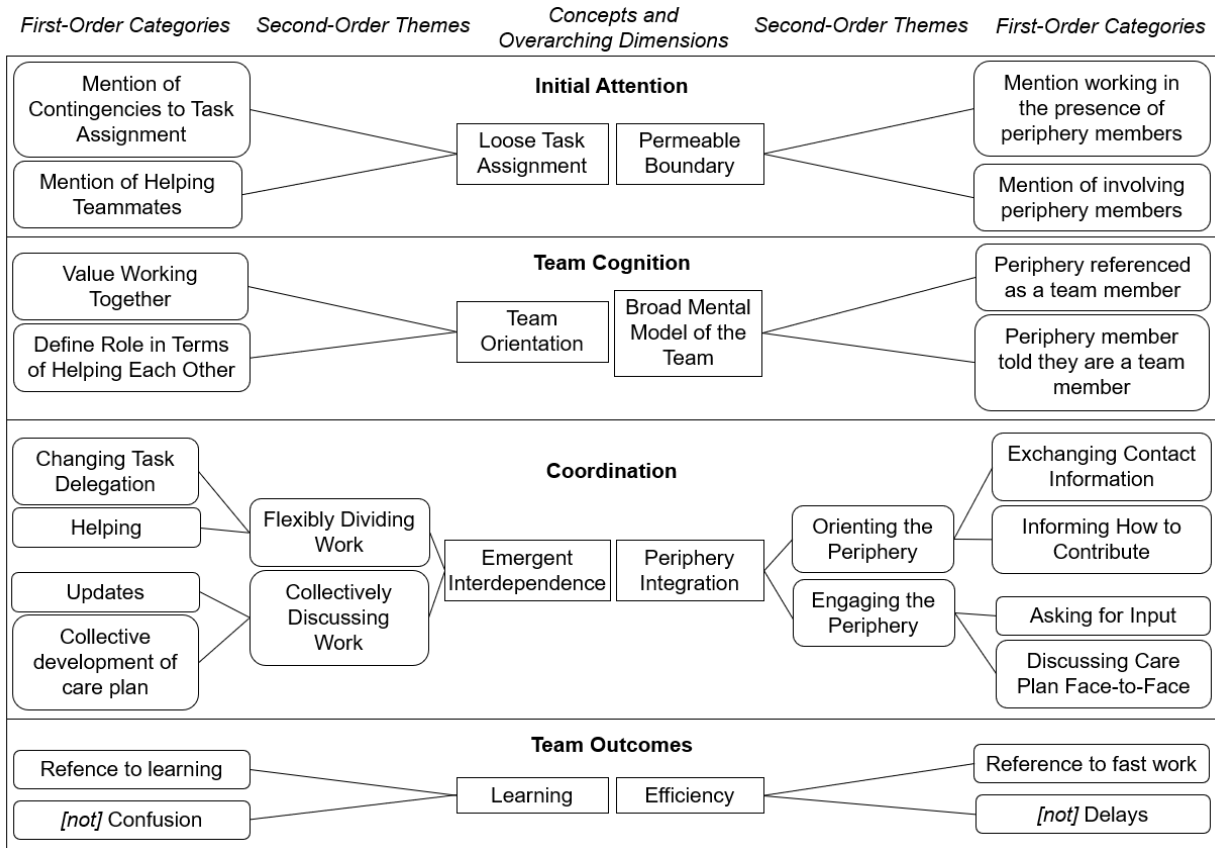 First-Order Categories
Second-Order Themes
Concepts and
Overarching Dimensions
Second-Order Themes
First-Order Categories
Initial Attention
Mention of
Contingencies to Task
Assignment
Mention of Helping
Teammates
Loose Task
Assignment
Permeable
Boundary
Mention working in
the presence of
periphery members
Mention of involving
periphery members
Team Cognition
Value Working
Together
Define Role in Terms
of Helping Each Other
Team
Orientation
Broad Mental
Model of the
Team
Periphery referenced
as a team member
Periphery member
told they are a team
member
Coordination
Changing Task
Delegation
Helping
Updates
Collective
development of
care plan
Flexibly Dividing
Work
Collectively
Discussing
Work
Emergent
Interdependence
Periphery
Integration
Orienting the
Periphery
Engaging the
Periphery
Exchanging Contact
Information
Informing How to
Contribute
Asking for Input
Discussing Care
Plan Face-to-Face
Team Outcomes
Refence to learning
[not] Confusion
Learning
Efficiency
Reference to fast work
[not] Delays